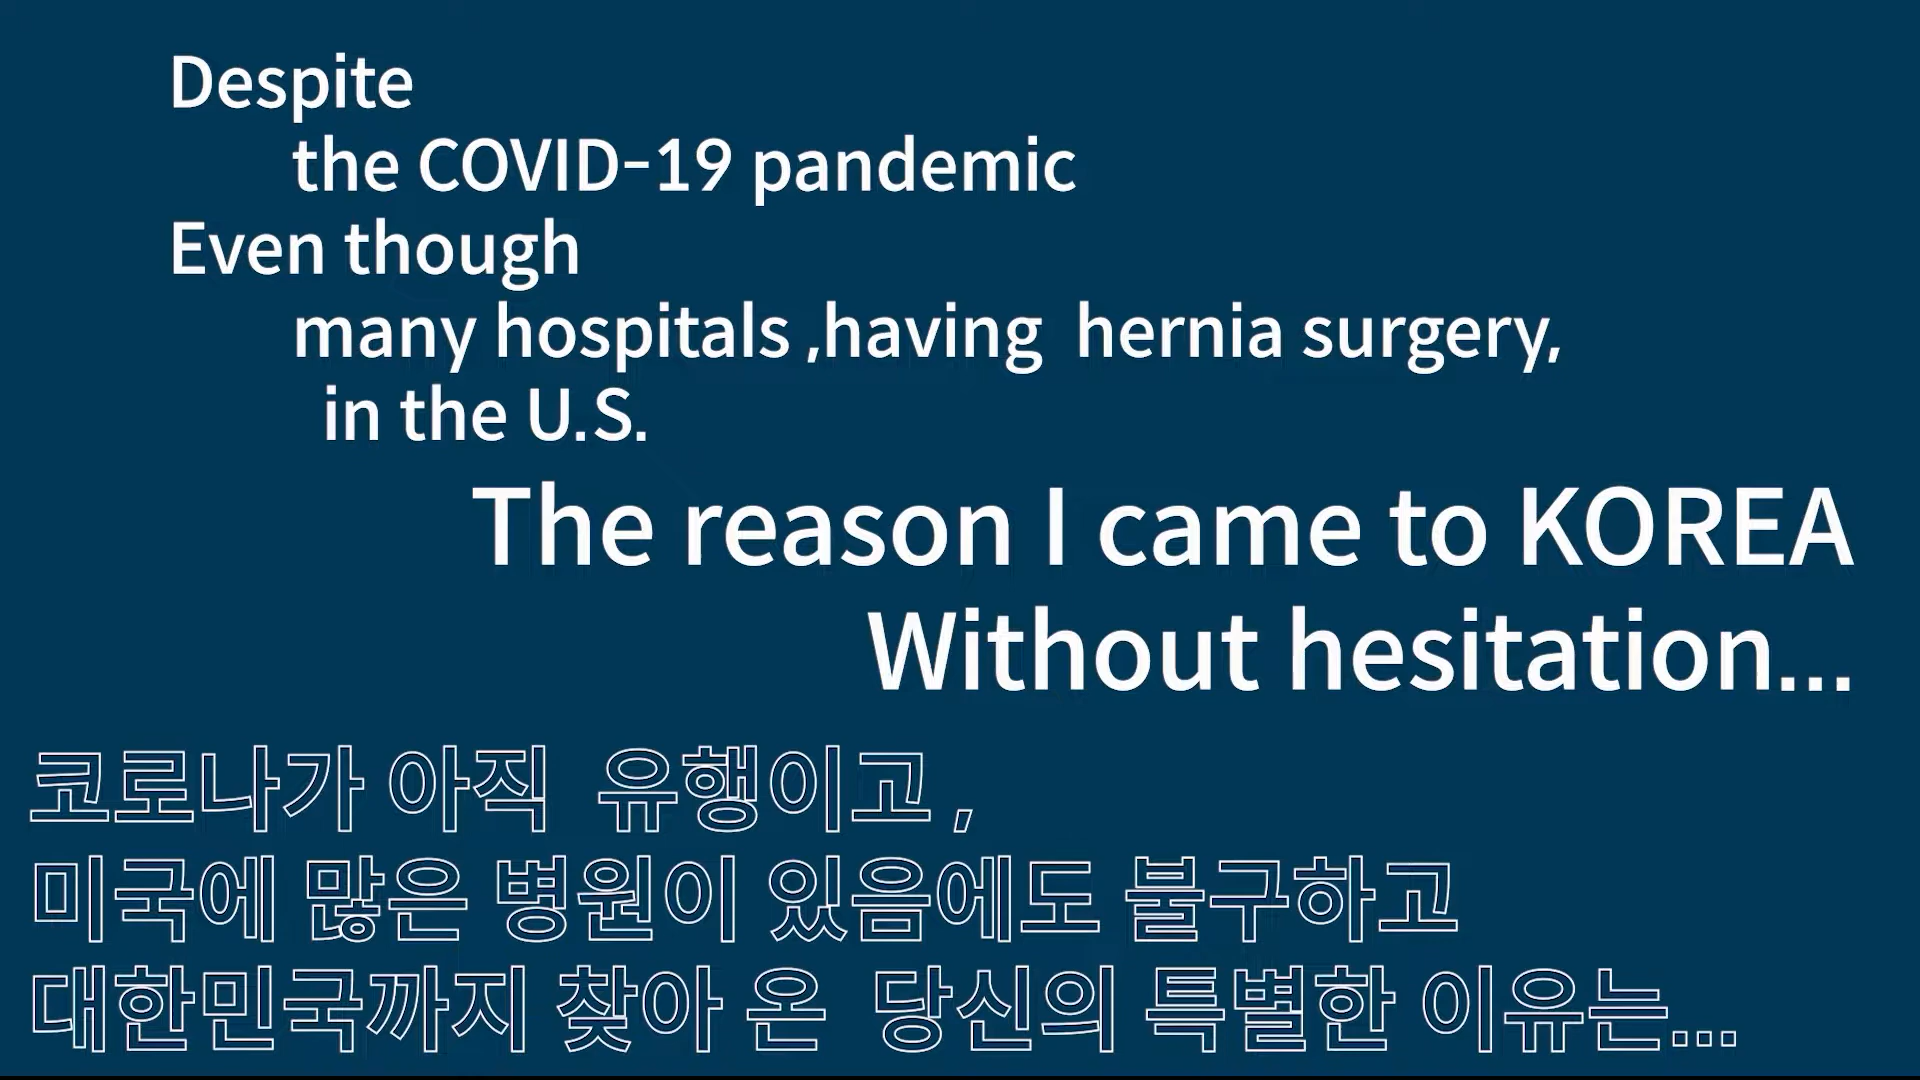 Despite
the COVID-19 pandemic
Even though
many hospitals ,having hernia surgery,
in the U.S.
The reason I came to KOREA
Without hesitation...
코로나가 아직 유행이고 ,
미국에 많은 병원이 있음에도 불구하고
대한민국까지 찾아 온 당신의 특별한 이유는...